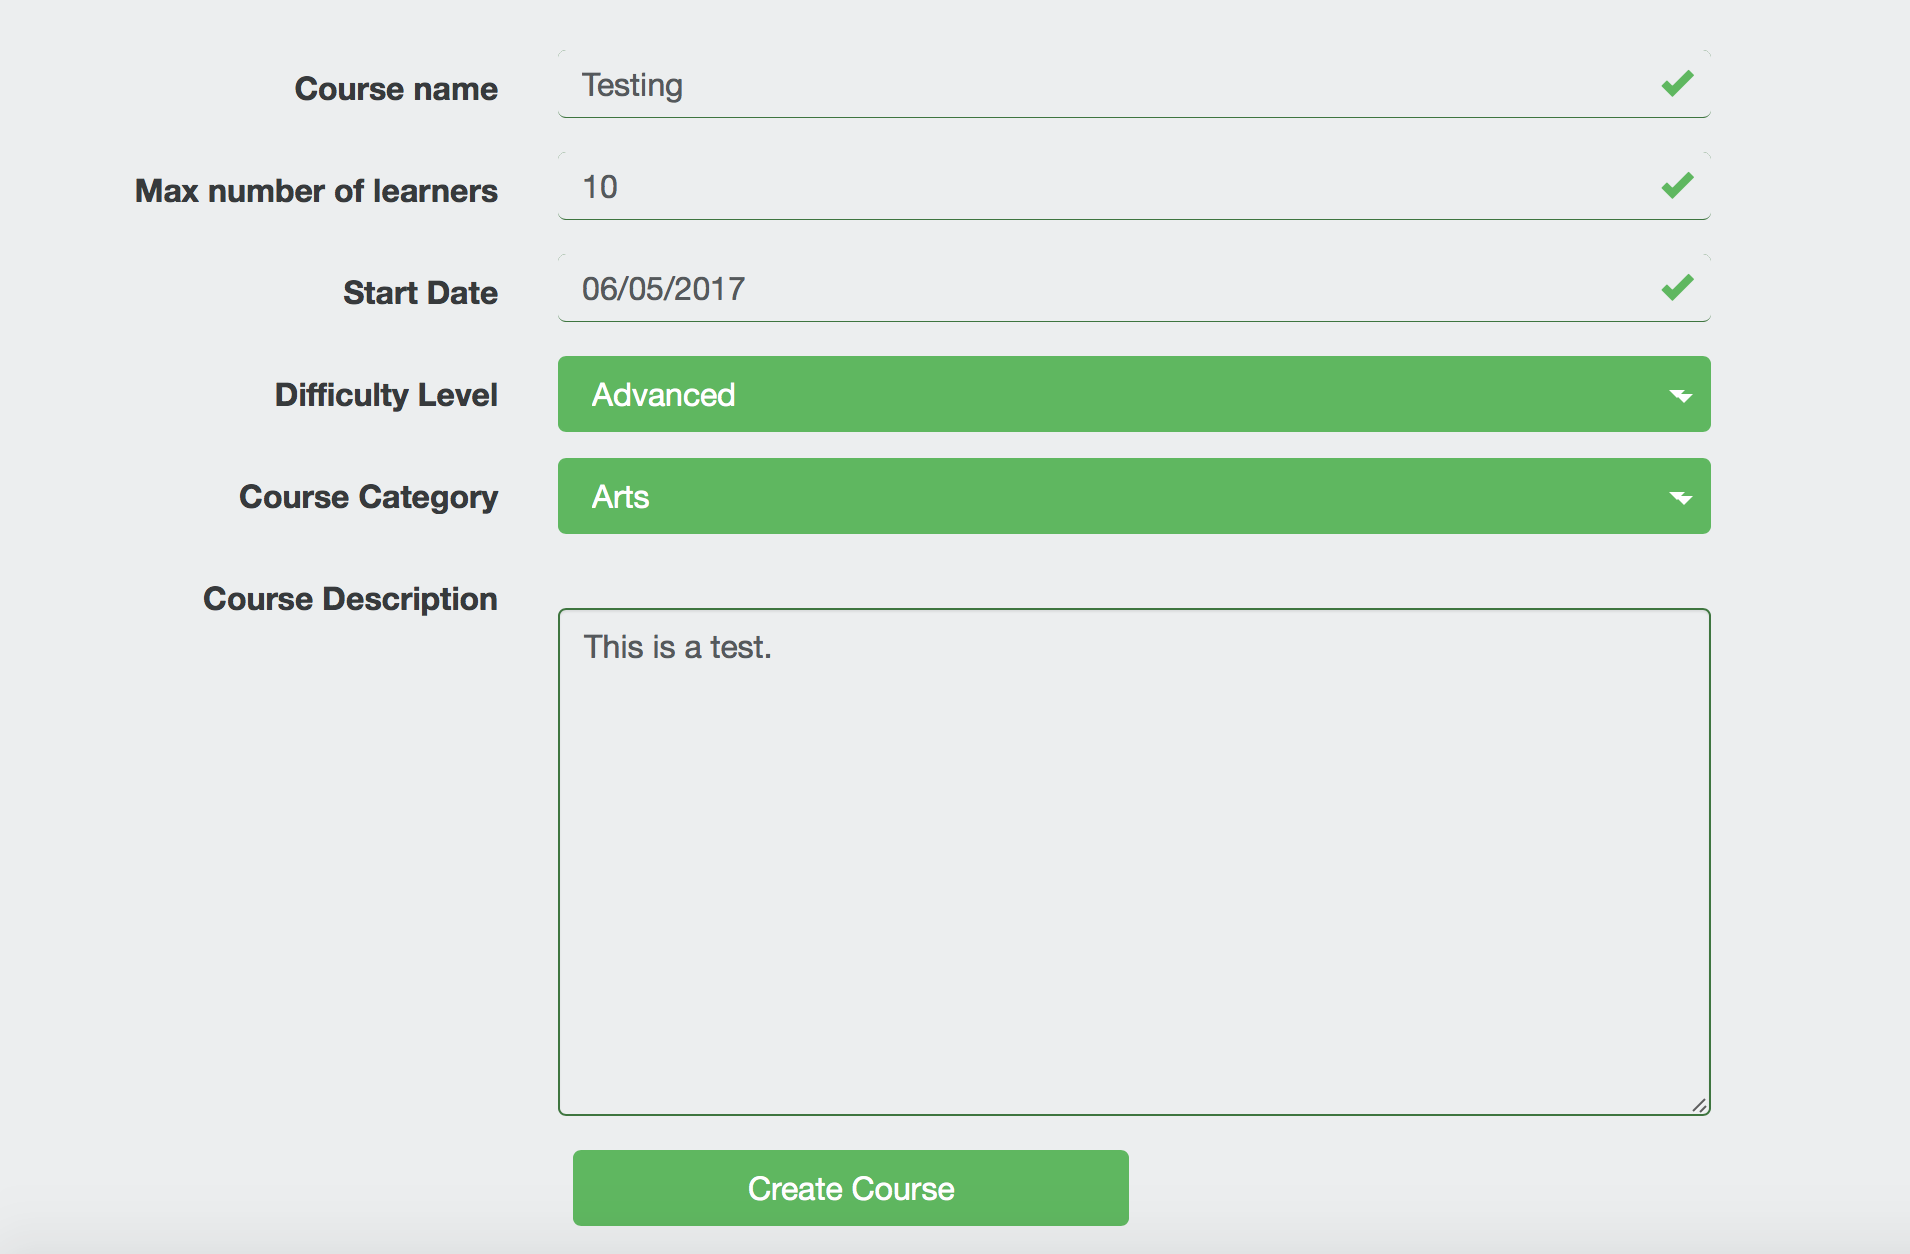 Course name
Testing
Max number of learners
10
Start Date
06/05/2017
Difficulty Level
Advanced
Course Category
Arts
Course Description
This is a test.
Create Course